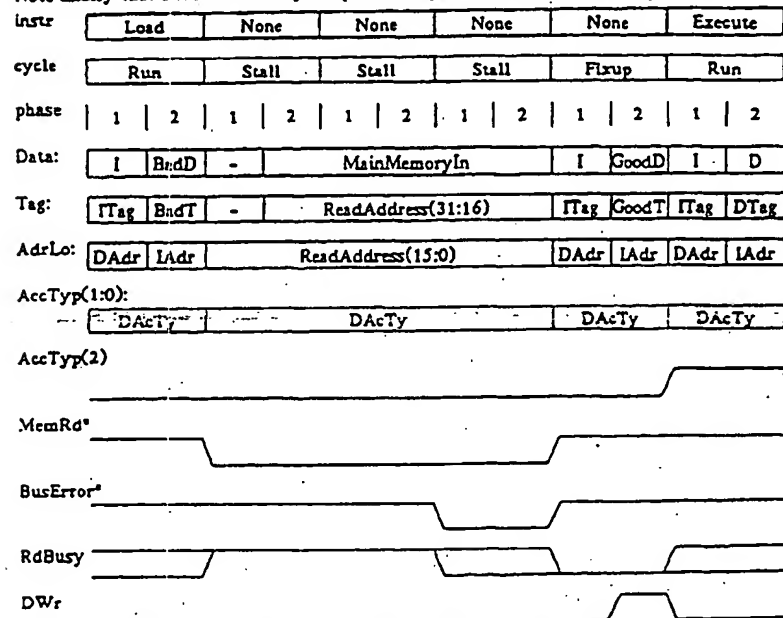 instr Load None None None None Execute
cycle Run Stall Stall Stall Fixup Run
phase 1 2 1 2 1 2 1 2 1 2 1 2
Data: I BadD - MainMemoryIn I GoodD I D
Tag: ITag BadT - ReadAddress(31:16) ITag GoodT ITag DTag
AdrLo: DAdr IAdr ReadAddress(15:0) DAdr IAdr DAdr IAdr
AccTyp(1:0):
DAcTy DAcTy DAcTy DAcTy
AccTyp(2)
MemRd*
BusError*
RdBusy
DWr